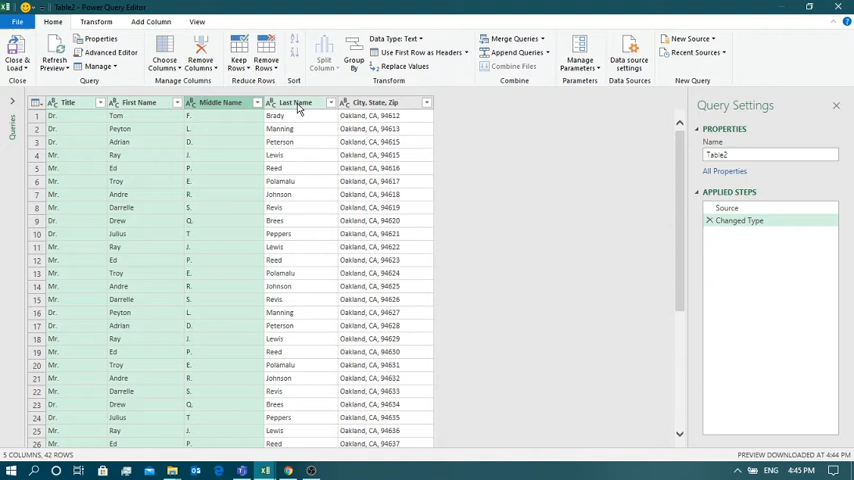 Table2 - Power Query Editor
File Home Transform Add Column View
Close & Load
Refresh Preview
Properties
Advanced Editor
Manage
Choose Columns
Remove Columns
Keep Rows
Remove Rows
Split Column
Group By
Data Type: Text
Use First Row as Headers
Replace Values
Merge Queries
Append Queries
Combine Files
Manage Parameters
Data source settings
New Source
Recent Sources
Close Query Manage Columns Reduce Rows Sort Transform Combine Parameters Data Sources New Query
Queries
Title First Name Middle Name Last Name City, State, Zip
1 Dr. Tom F. Brady Oakland, CA, 94612
2 Dr. Peyton L. Manning Oakland, CA, 94613
3 Dr. Adrian D. Peterson Oakland, CA, 94615
4 Mr. Ray J. Lewis Oakland, CA, 94615
5 Mr. Ed P. Reed Oakland, CA, 94616
6 Mr. Troy E. Polamalu Oakland, CA, 94617
7 Mr. Andre R. Johnson Oakland, CA, 94618
8 Mr. Darrelle S. Revis Oakland, CA, 94619
9 Dr. Drew Q. Brees Oakland, CA, 94620
10 Dr. Julius T Peppers Oakland, CA, 94621
11 Mr. Ray J. Lewis Oakland, CA, 94622
12 Mr. Ed P. Reed Oakland, CA, 94623
13 Mr. Troy E. Polamalu Oakland, CA, 94624
14 Mr. Andre R. Johnson Oakland, CA, 94625
15 Mr. Darrelle S. Revis Oakland, CA, 94626
16 Dr. Peyton L. Manning Oakland, CA, 94627
17 Dr. Adrian D. Peterson Oakland, CA, 94628
18 Mr. Ray J. Lewis Oakland, CA, 94629
19 Mr. Ed P. Reed Oakland, CA, 94630
20 Mr. Troy E. Polamalu Oakland, CA, 94631
21 Mr. Andre R. Johnson Oakland, CA, 94632
22 Mr. Darrelle S. Revis Oakland, CA, 94633
23 Dr. Drew Q. Brees Oakland, CA, 94634
24 Dr. Julius T Peppers Oakland, CA, 94635
25 Mr. Ray J. Lewis Oakland, CA, 94636
26 Mr. Ed P. Reed Oakland, CA, 94637
Query Settings
PROPERTIES
Name
Table2
All Properties
APPLIED STEPS
Source
Changed Type
5 COLUMNS, 42 ROWS
PREVIEW DOWNLOADED AT 4:44 PM
ENG 4:45 PM